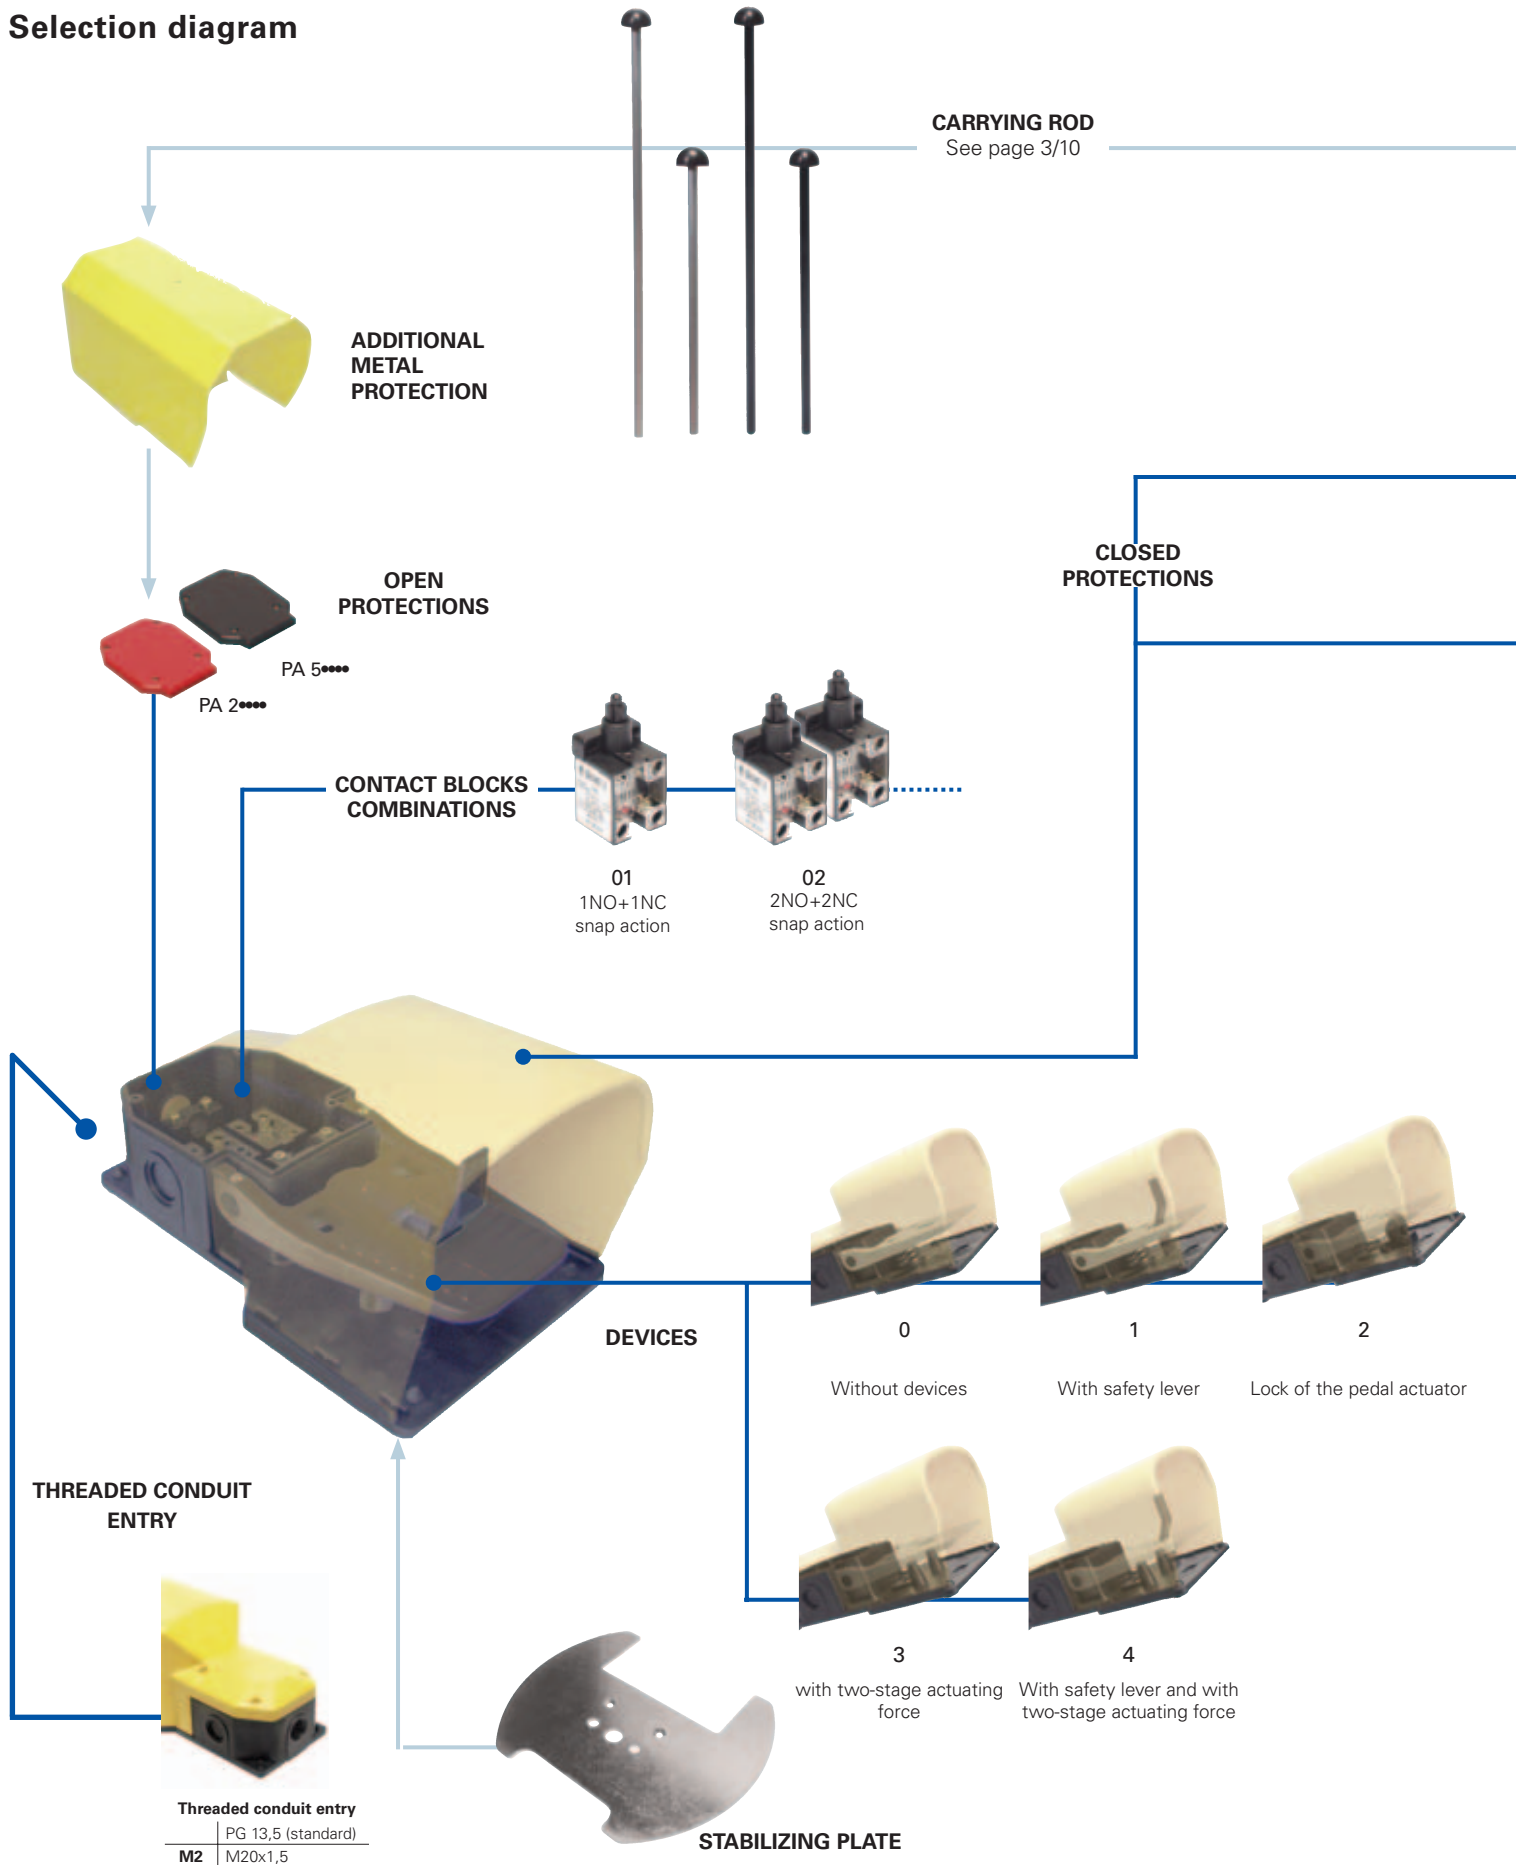 Selection diagram
CARRYING ROD
See page 3/10
ADDITIONAL
METAL
PROTECTION
OPEN
PROTECTIONS
PA 5••••
PA 2••••
CLOSED
PROTECTIONS
CONTACT BLOCKS
COMBINATIONS
01
1NO+1NC
snap action
02
2NO+2NC
snap action
DEVICES
0
Without devices
1
With safety lever
2
Lock of the pedal actuator
3
with two-stage actuating
force
4
With safety lever and with
two-stage actuating force
THREADED CONDUIT
ENTRY
Threaded conduit entry
PG 13,5 (standard)
M2 M20x1,5
STABILIZING PLATE